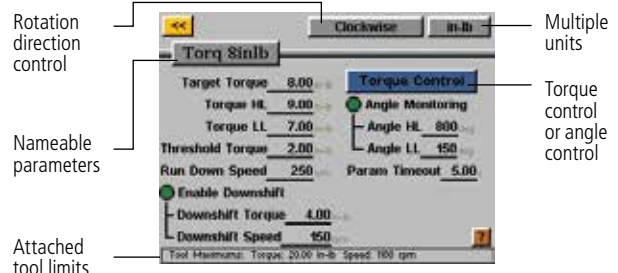 Rotation
direction
control
Nameable
parameters
Attached
tool limits
<<
Clockwise
in-lb
Torq 8inlb
Target Torque 8.00
Torque HL 9.00
Torque LL 7.00
Threshold Torque 2.00
Run Down Speed 250
Enable Downshift
Downshift Torque 4.00
Downshift Speed 150
Torque Control
Angle Monitoring
Angle HL 800
Angle LL 150
Param Timeout 5.00
?
Tool Maximums: Torque: 20.00 in-lb Speed: 1100 rpm
Multiple
units
Torque
control
or angle
control